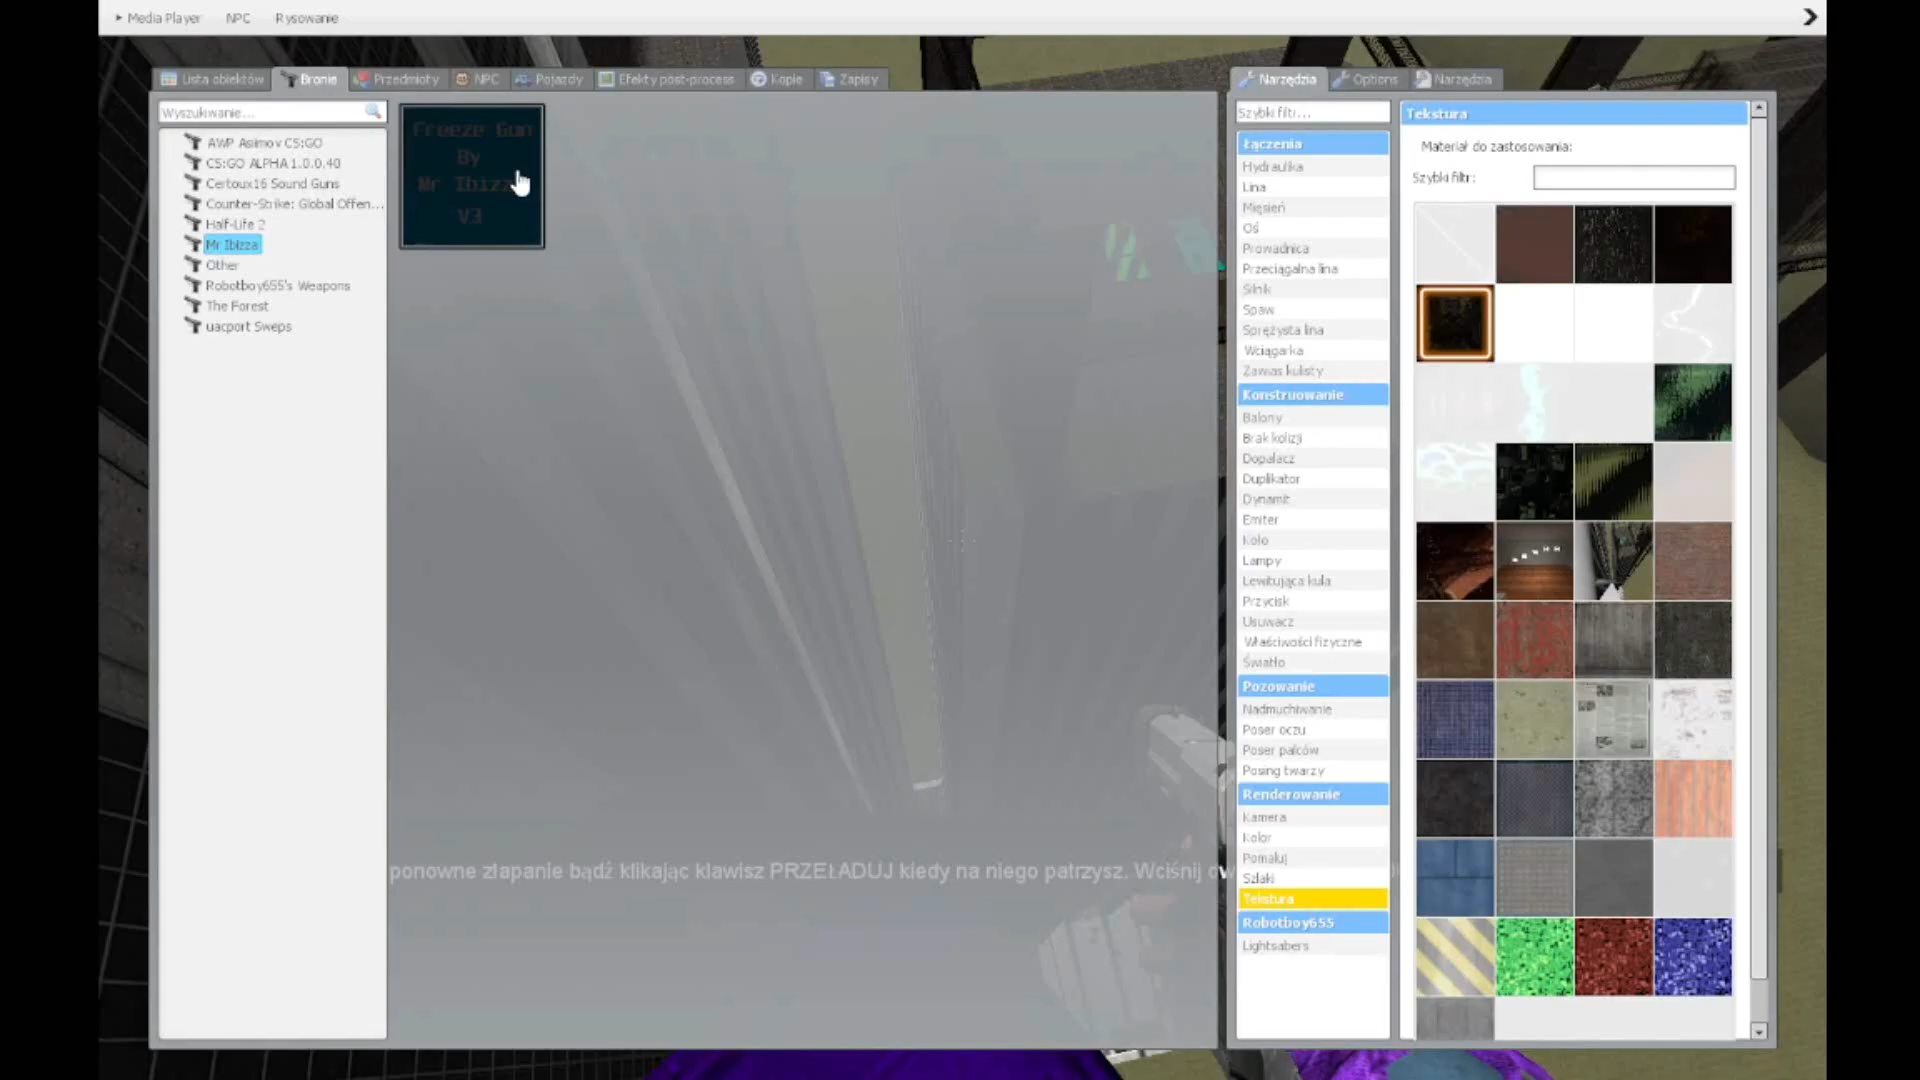 Media Player NPC Rysowanie
Lista obiektów Bronie Przedmioty NPC Pojazdy Efekty post-process Kopie Zapisy
Wyszukiwanie...
AWP Asiimov CS:GO
CS:GO ALPHA 1.0.0.40
Certoux16 Sound Guns
Counter-Strike: Global Offen...
Half-Life 2
Mr Ibizza
Other
Robotboy655's Weapons
The Forest
uacport Sweps
Freeze Gun
By
Mr Ibizz
V3
ponowne złapanie bądź klikając klawisz PRZEŁADUJ kiedy na niego patrzysz. Wciśnij
Narzędzia Options Narzędzia
Szybki filtr...
Łączenia
Hydraulika
Lina
Mięsień
Oś
Prowadnica
Przeciągalna lina
Silnik
Spaw
Sprężysta lina
Wciągarka
Zawias kulisty
Konstruowanie
Balony
Brak kolizji
Dopalacz
Duplikator
Dynamit
Emiter
Koło
Lampy
Lewitująca kula
Przycisk
Usuwacz
Właściwości fizyczne
Światło
Pozowanie
Nadmuchiwanie
Poser oczu
Poser palców
Posing twarzy
Renderowanie
Kamera
Kolor
Pomaluj
Szlaki
Tekstura
Robotboy655
Lightsabers
Tekstura
Materiał do zastosowania:
Szybki filtr: